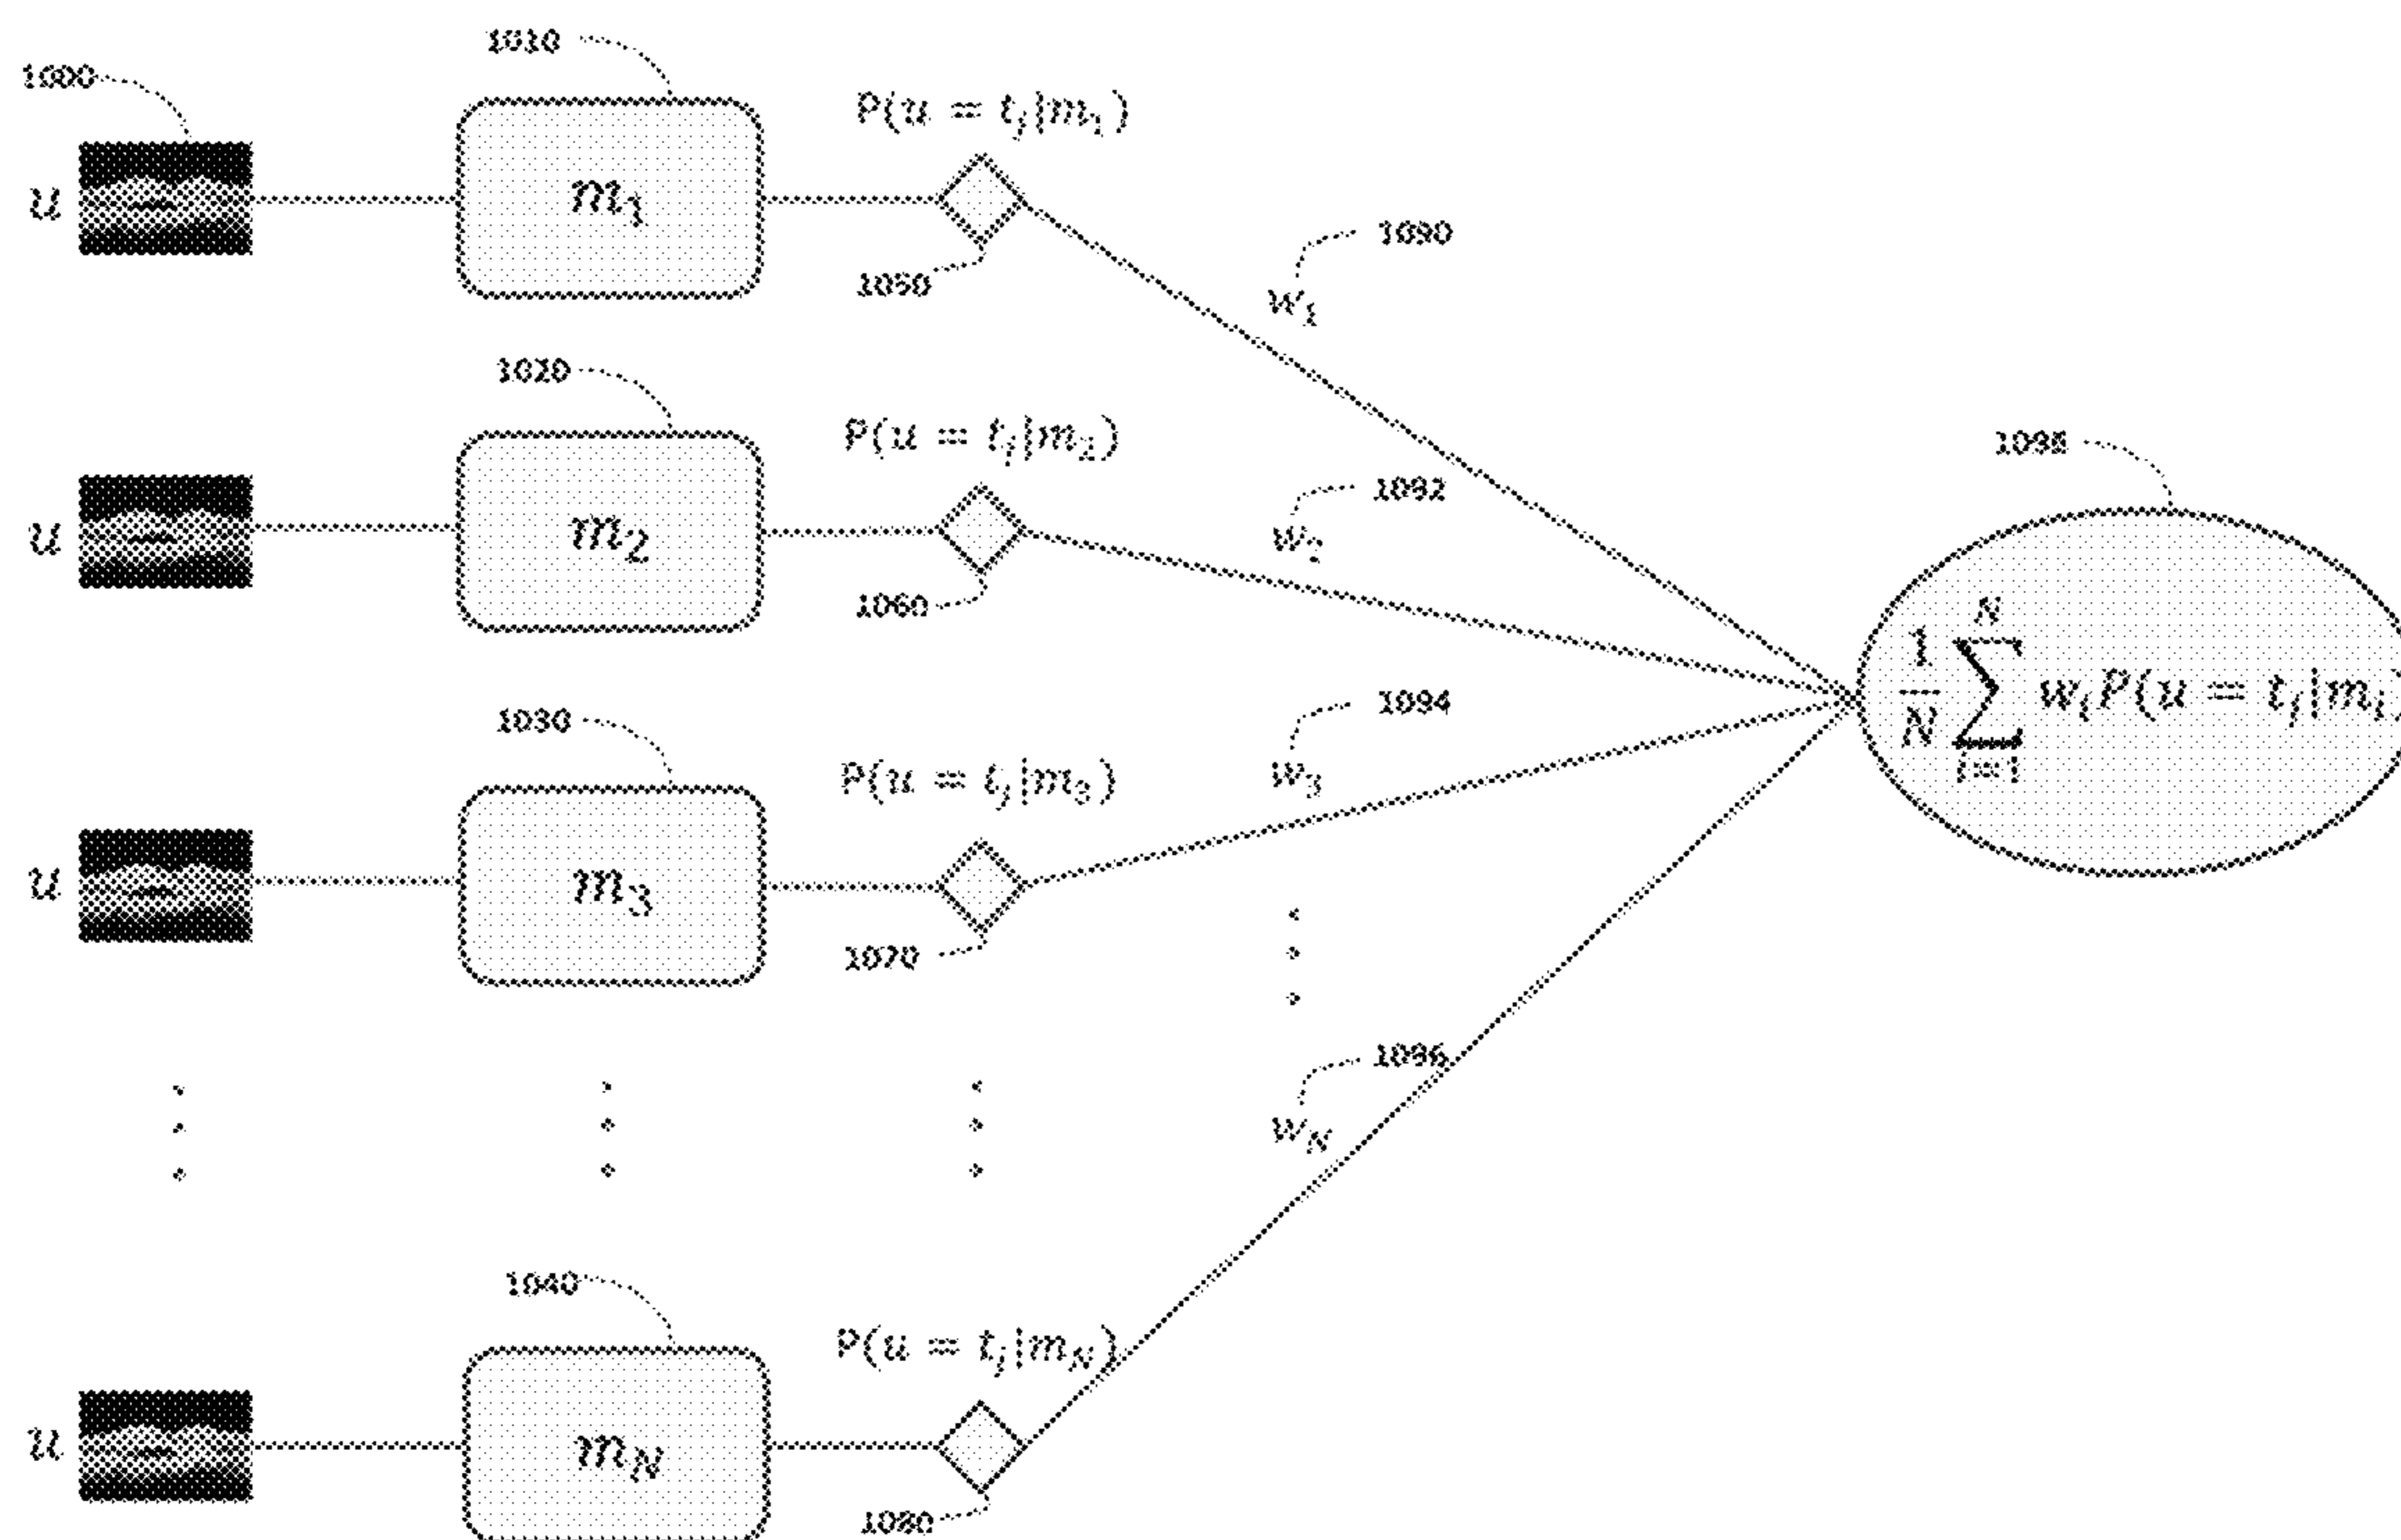 1010
1000
P(u = t_j|m_1)
u
m_1
1090
1050
w_1
1020
P(u = t_j|m_2)
1092
1098
u
m_2
w_2
1060
N
1/N ∑ w_i P(u = t_j|m_i)
i=1
1030
1094
P(u = t_j|m_3)
w_3
u
m_3
1070
1096
w_N
1040
P(u = t_j|m_N)
u
m_N
1080